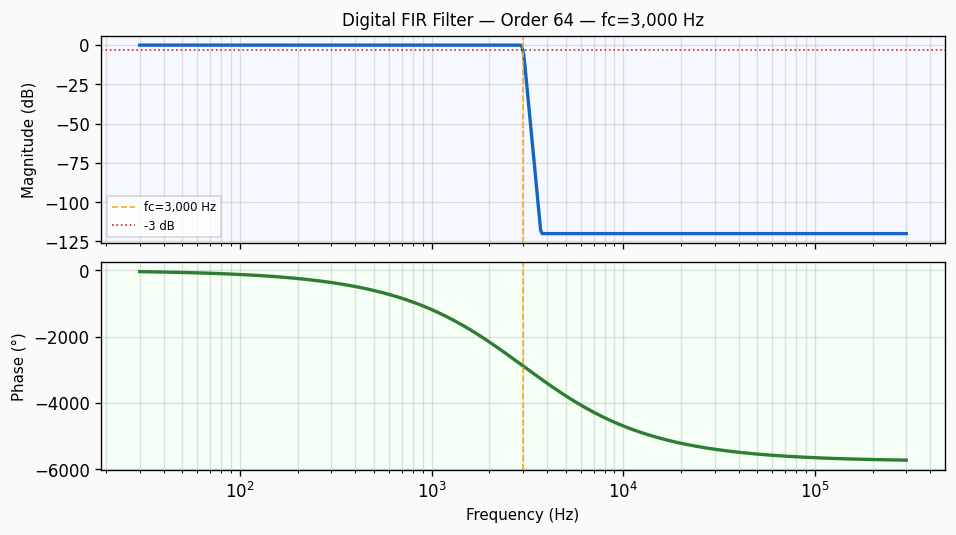 Digital FIR Filter — Order 64 — fc=3,000 Hz
Magnitude (dB)
0
−25
−50
−75
−100
−125
fc=3,000 Hz
-3 dB
Phase (°)
0
−2000
−4000
−6000
10²
10³
10⁴
10⁵
Frequency (Hz)